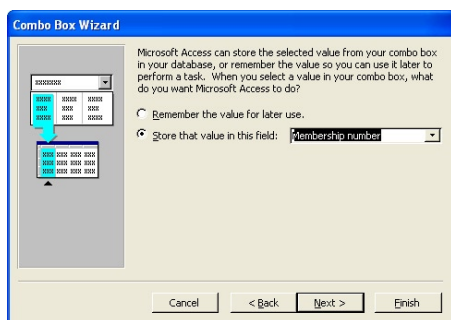 Combo Box Wizard
Microsoft Access can store the selected value from your combo box
in your database, or remember the value so you can use it later to
perform a task. When you select a value in your combo box, what
do you want Microsoft Access to do?
Remember the value for later use.
Store that value in this field: Membership number
Cancel < Back Next > Finish